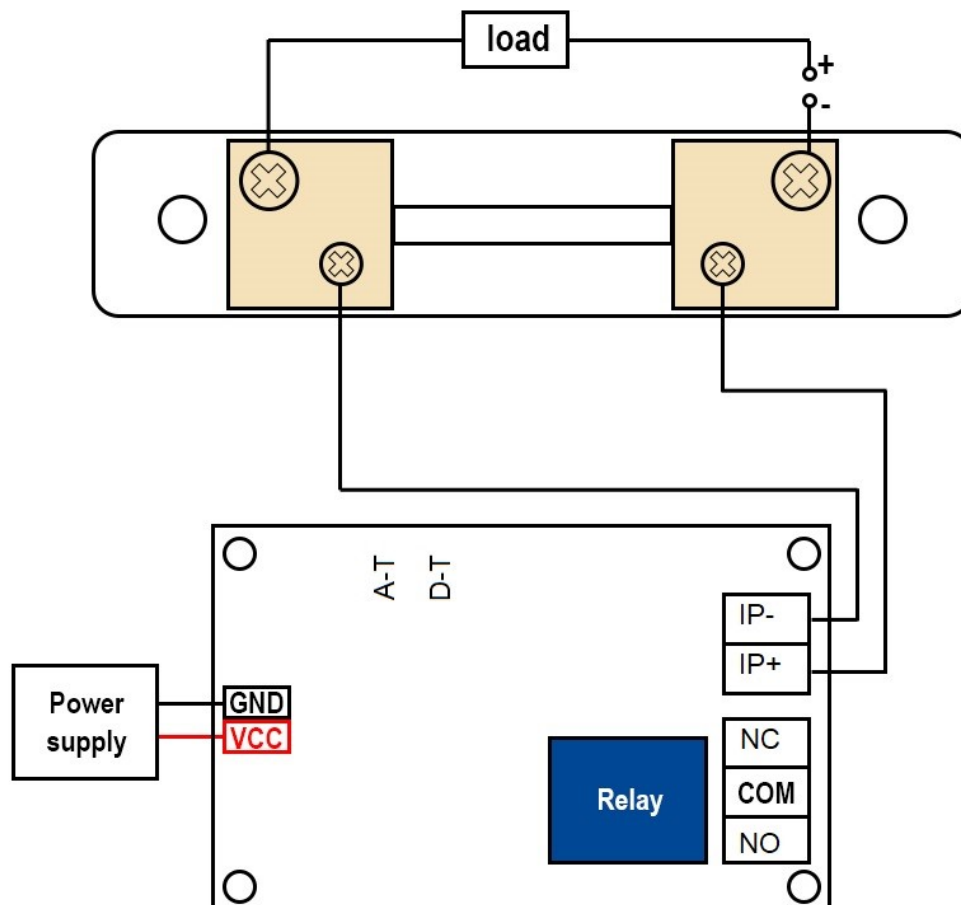 load
+
-
A-T
D-T
IP-
IP+
Power
supply
GND
VCC
NC
COM
NO
Relay